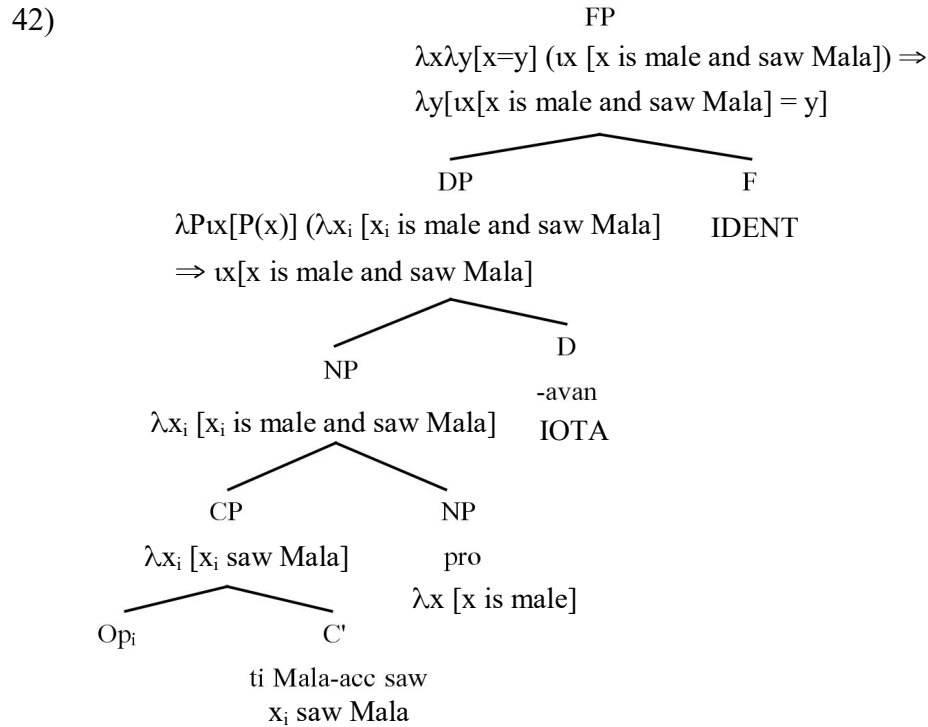 42)
FP
λxλy[x=y] (ιx [x is male and saw Mala]) ⇒
λy[ιx[x is male and saw Mala] = y]
DP F
λPιx[P(x)] (λxᵢ [xᵢ is male and saw Mala] IDENT
⇒ ιx[x is male and saw Mala]
NP D
-avan
λxᵢ [xᵢ is male and saw Mala] IOTA
CP NP
λxᵢ [xᵢ saw Mala] pro
λx [x is male]
Opᵢ C'
ti Mala-acc saw
xᵢ saw Mala